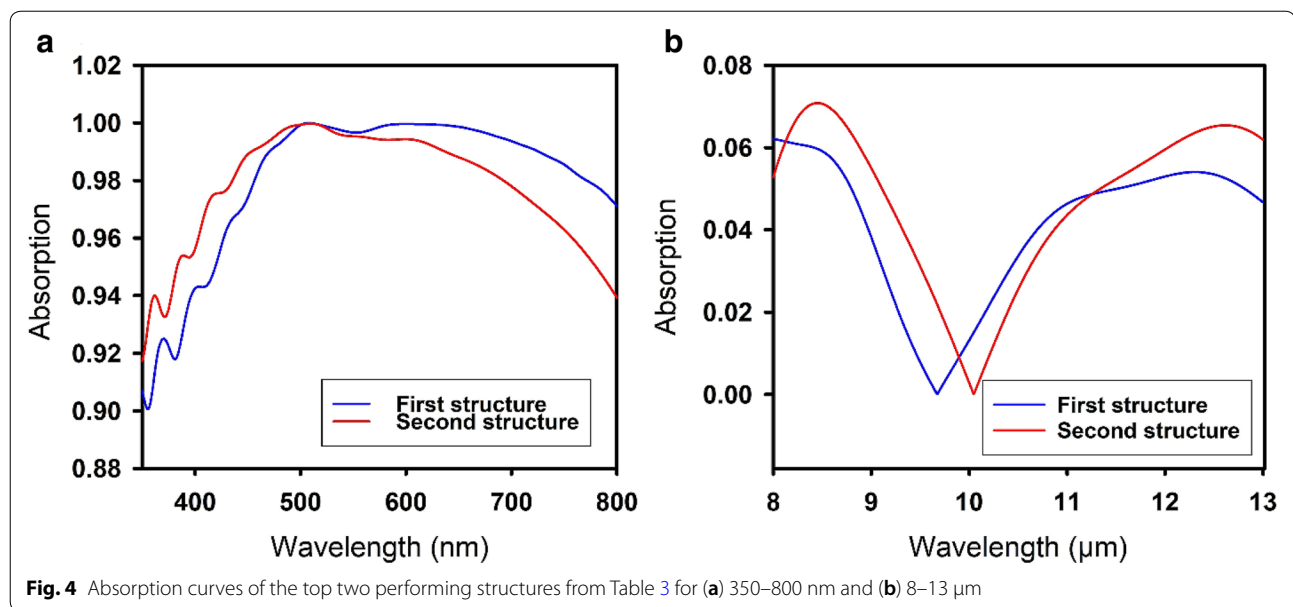 a
1.02
1.00
0.98
0.96
0.94
0.92
0.90
0.88
Absorption
400
500
600
700
800
Wavelength (nm)
First structure
Second structure
b
0.08
0.06
0.04
0.02
0.00
Absorption
8
9
10
11
12
13
Wavelength (µm)
First structure
Second structure
Fig. 4 Absorption curves of the top two performing structures from Table 3 for (a) 350–800 nm and (b) 8–13 µm